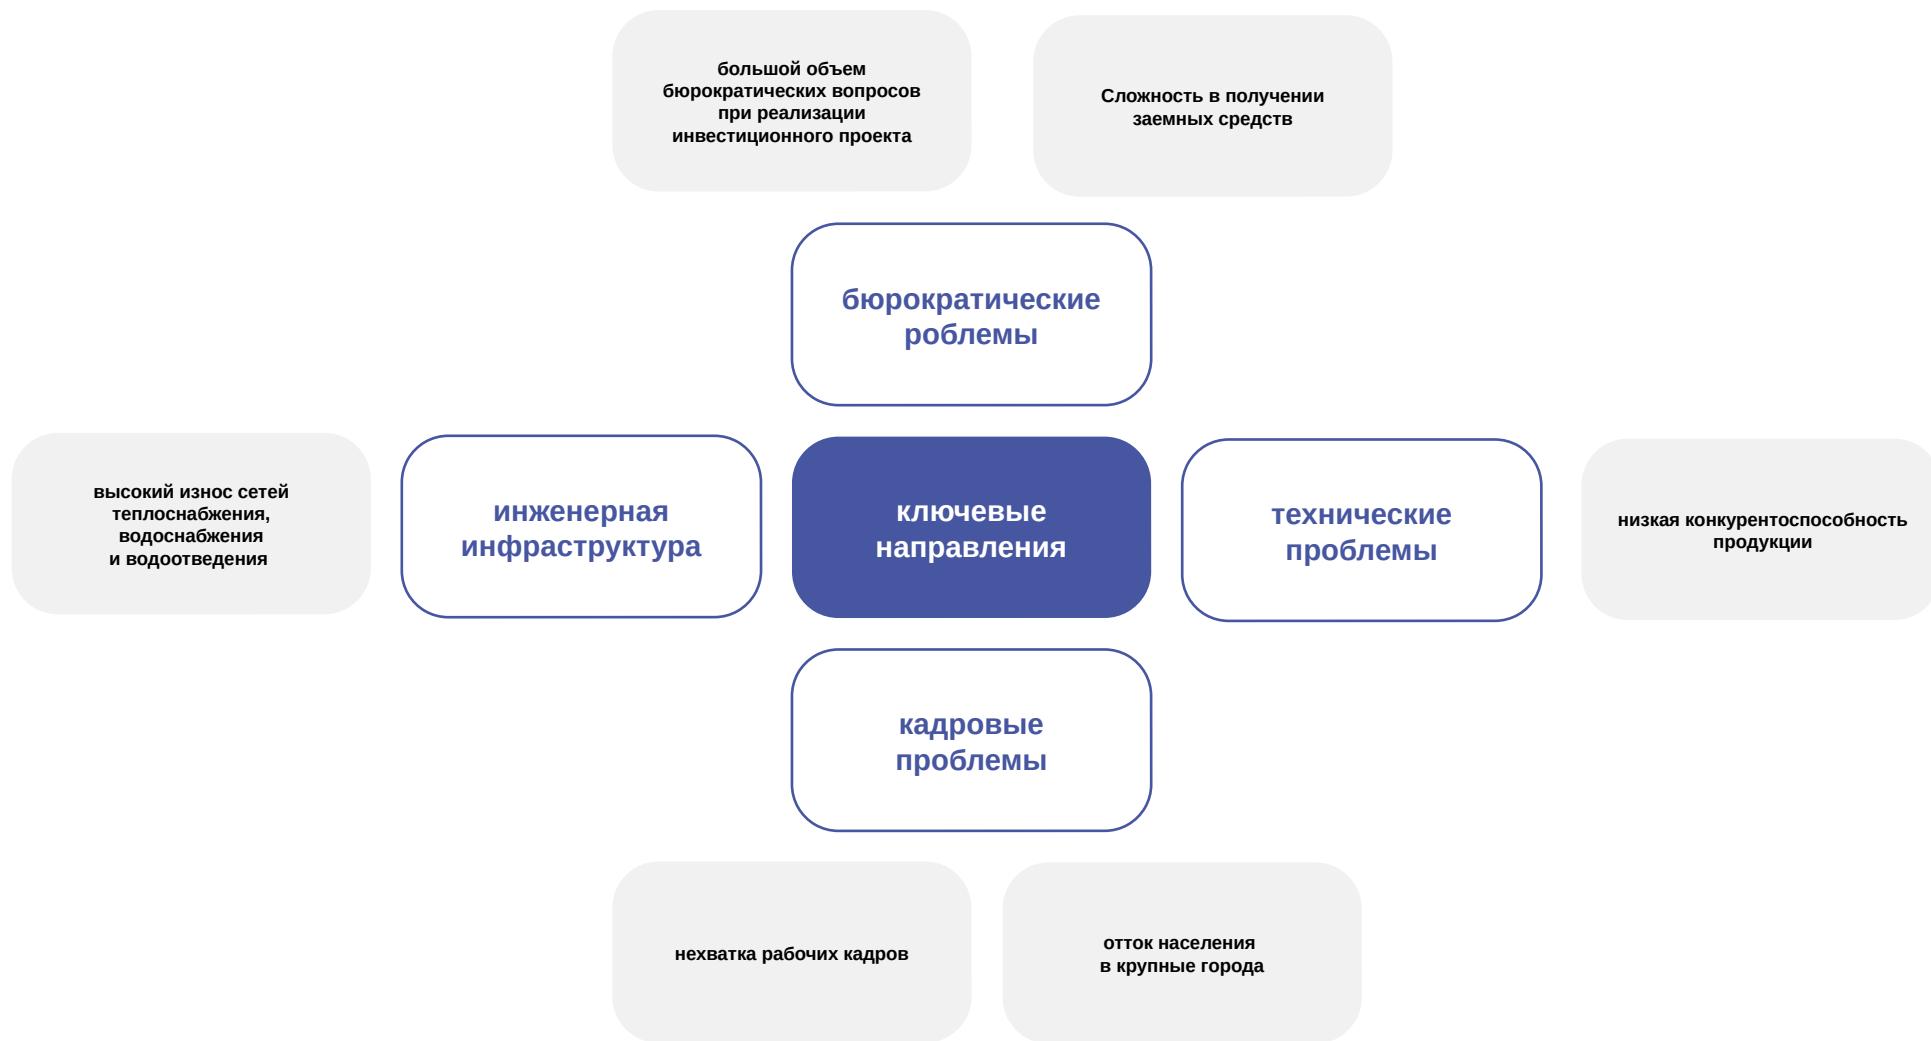 большой объем
бюрократических вопросов
при реализации
инвестиционного проекта
Сложность в получении
заемных средств
бюрократические
роблемы
высокий износ сетей
теплоснабжения,
водоснабжения
и водоотведения
инженерная
инфраструктура
ключевые
направления
технические
проблемы
низкая конкурентоспособность
продукции
кадровые
проблемы
нехватка рабочих кадров
отток населения
в крупные города